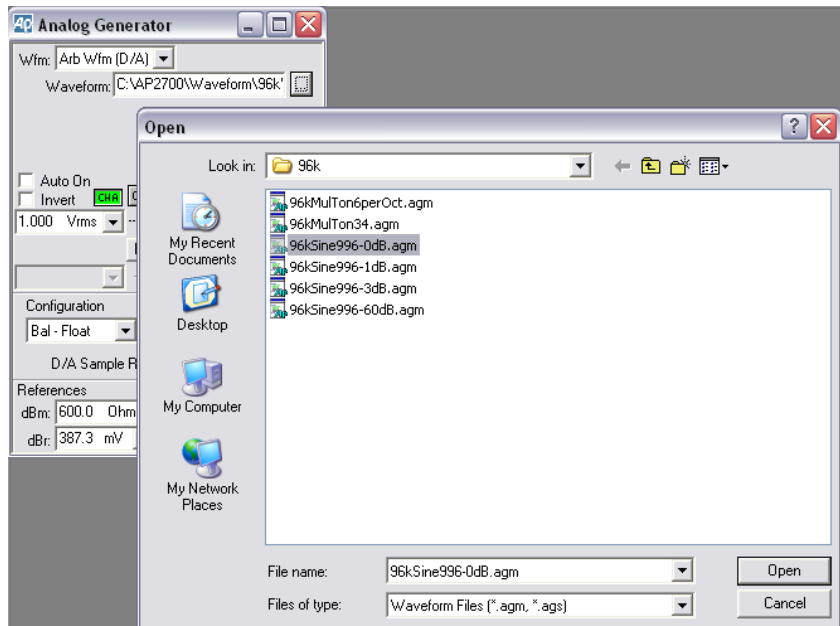 Analog Generator
Wfm: Arb Wfm (D/A)
Waveform: C:\AP2700\Waveform\96k'
Auto On
Invert CHA
1.000 Vrms
Configuration
Bal - Float
D/A Sample R
References
dBm: 600.0 Ohm
dBr: 387.3 mV
Open
Look in: 96k
My Recent Documents
Desktop
My Computer
My Network Places
96kMulTon6perOct.agm
96kMulTon34.agm
96kSine996-0dB.agm
96kSine996-1dB.agm
96kSine996-3dB.agm
96kSine996-60dB.agm
File name: 96kSine996-0dB.agm
Open
Files of type: Waveform Files (*.agm, *.ags)
Cancel